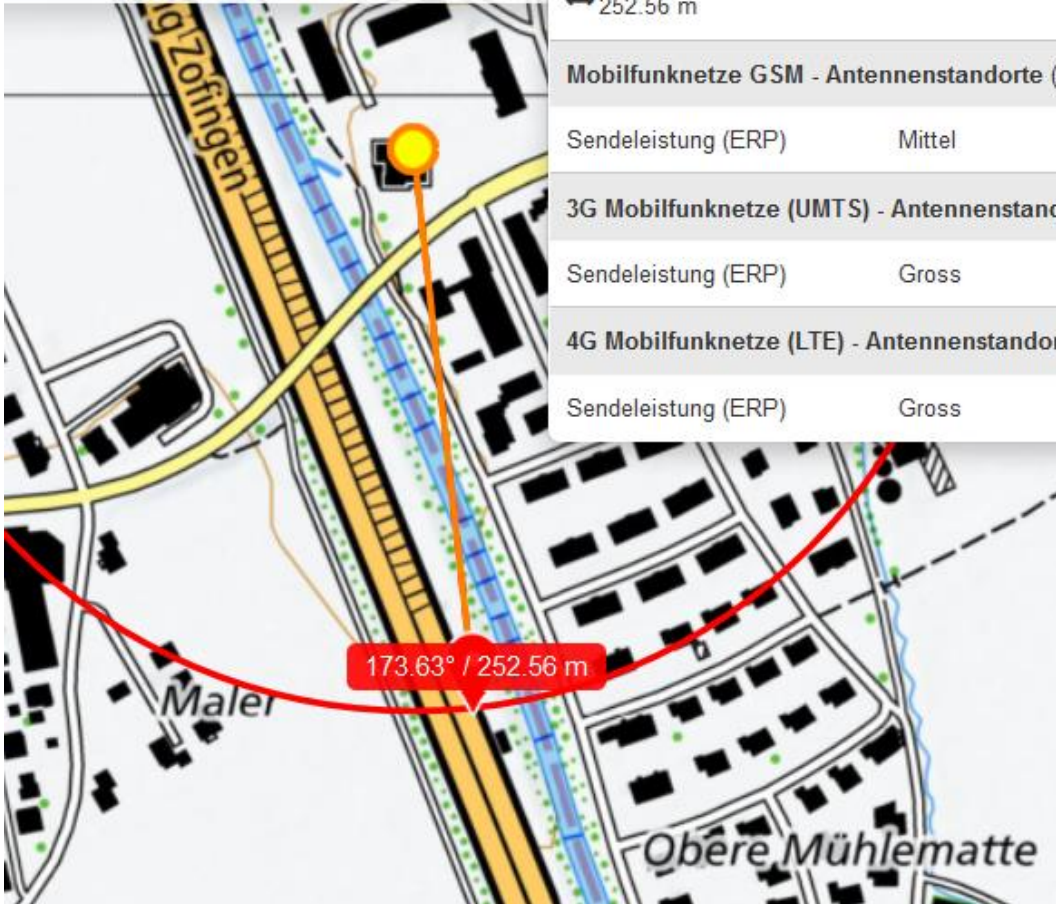 252.56 m
Mobilfunknetze GSM - Antennenstandorte (
Sendeleistung (ERP) Mittel
3G Mobilfunknetze (UMTS) - Antennenstand
Sendeleistung (ERP) Gross
4G Mobilfunknetze (LTE) - Antennenstandor
Sendeleistung (ERP) Gross
ig Zofingen
173.63° / 252.56 m
Maler
Obere Mühlematte